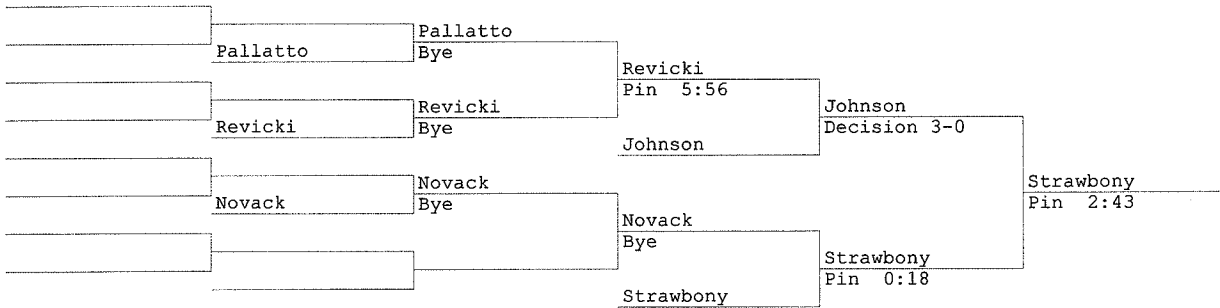 Pallatto
Pallatto
Bye
Revicki
Pin 5:56
Revicki
Revicki
Bye
Johnson
Johnson
Decision 3-0
Novack
Novack
Bye
Novack
Bye
Strawbony
Strawbony
Pin 0:18
Strawbony
Pin 2:43